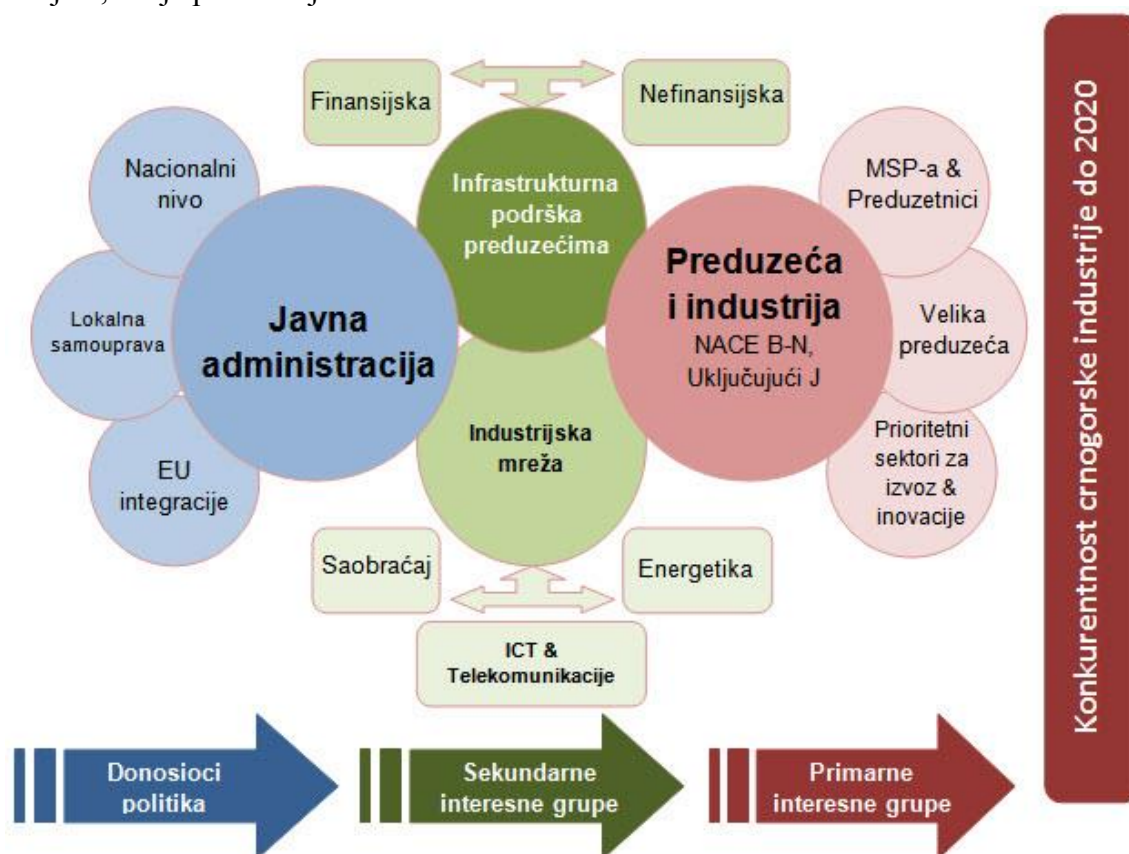 Finansijska
Nefinansijska
Nacionalni
nivo
Lokalna
samouprava
EU
integracije
Javna
administracija
Infrastrukturna
podrška
preduzećima
Industrijska
mreža
Preduzeća
i industrija
NACE B-N,
Uključujući J
MSP-a &
Preduzetnici
Velika
preduzeća
Prioritetni
sektori za
izvoz &
inovacije
Saobraćaj
Energetika
ICT &
Telekomunikacije
Donosioci
politika
Sekundarne
interesne grupe
Primarne
interesne grupe
Konkurentnost crnogorske industrije do 2020